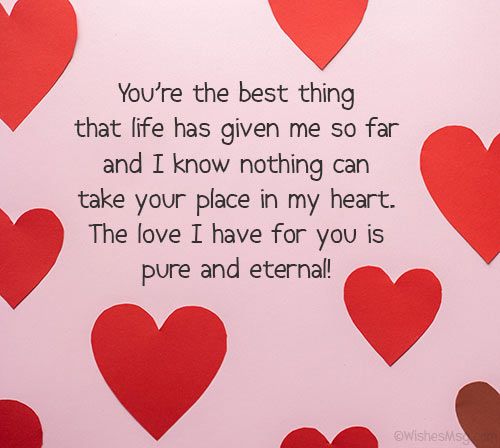 You're the best thing
that life has given me so far
and I know nothing can
take your place in my heart.
The love I have for you is
pure and eternal!
©WishesMsg.com